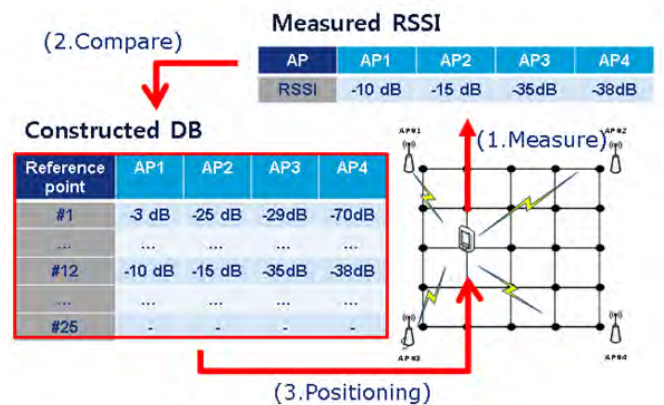 Measured RSSI
(2.Compare)
AP AP1 AP2 AP3 AP4
RSSI -10 dB -15 dB -35dB -38dB
Constructed DB
(1.Measure)
AP#1 AP#2
Reference point AP1 AP2 AP3 AP4
#1 -3 dB -25 dB -29dB -70dB
... ... ... ... ...
#12 -10 dB -15 dB -35dB -38dB
... ... ... ... ...
#25 - - - -
AP#3 AP#4
(3.Positioning)